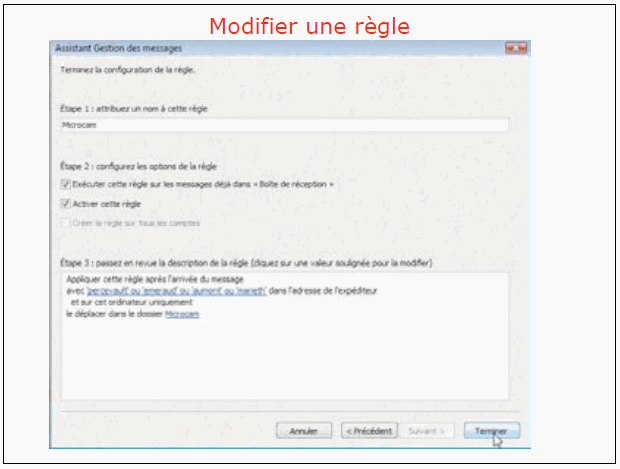 Modifier une règle
Assistant Gestion des messages
Terminez la configuration de la règle.
Étape 1 : attribuez un nom à cette règle
Microcam
Étape 2 : configurez les options de la règle
Exécuter cette règle sur les messages déjà dans « Boîte de réception »
Activer cette règle
Créer la règle sur tous les comptes
Étape 3 : passez en revue la description de la règle (cliquez sur une valeur soulignée pour la modifier)
Appliquer cette règle après l'arrivée du message
avec 'percevault' ou 'emeraud' ou 'aumont' ou 'marieth' dans l'adresse de l'expéditeur
et sur cet ordinateur uniquement
le déplacer dans le dossier Microcam
Annuler < Précédent Suivant > Terminer